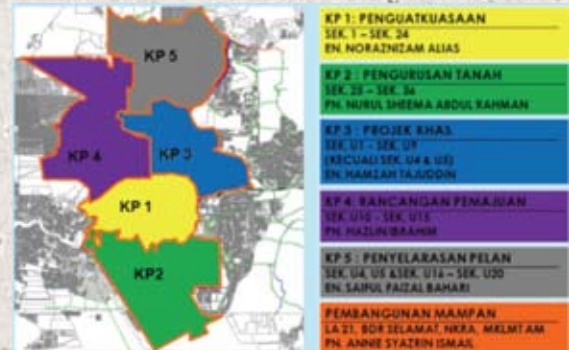 KP 5
KP 4
KP 3
KP 1
KP2
KP 1: PENGUATKUASAAN
SEK. 1 – SEK. 24
EN. NORAZNIZAM ALIAS
KP 2 : PENGURUSAN TANAH
SEK. 25 – SEK. 36
PN. NURUL SHEEMA ABDUL RAHMAN
KP 3 : PROJEK KHAS
SEK. U1 - SEK. U9
(KECUALI SEK. U4 & U5)
EN. HAMZAH TAJUDDIN
KP 4: RANCANGAN PEMAJUAN
SEK. U10 - SEK. U15
PN. HAZLIN IBRAHIM
KP 5 : PENYELARASAN PELAN
SEK. U4, U5 &SEK. U16 – SEK. U20
EN. SAIFUL FAIZAL BAHARI
PEMBANGUNAN MAMPAN
LA 21, BDR SELAMAT, NKRA, MKLMT AM
PN. ANNIE SYAZRIN ISMAIL